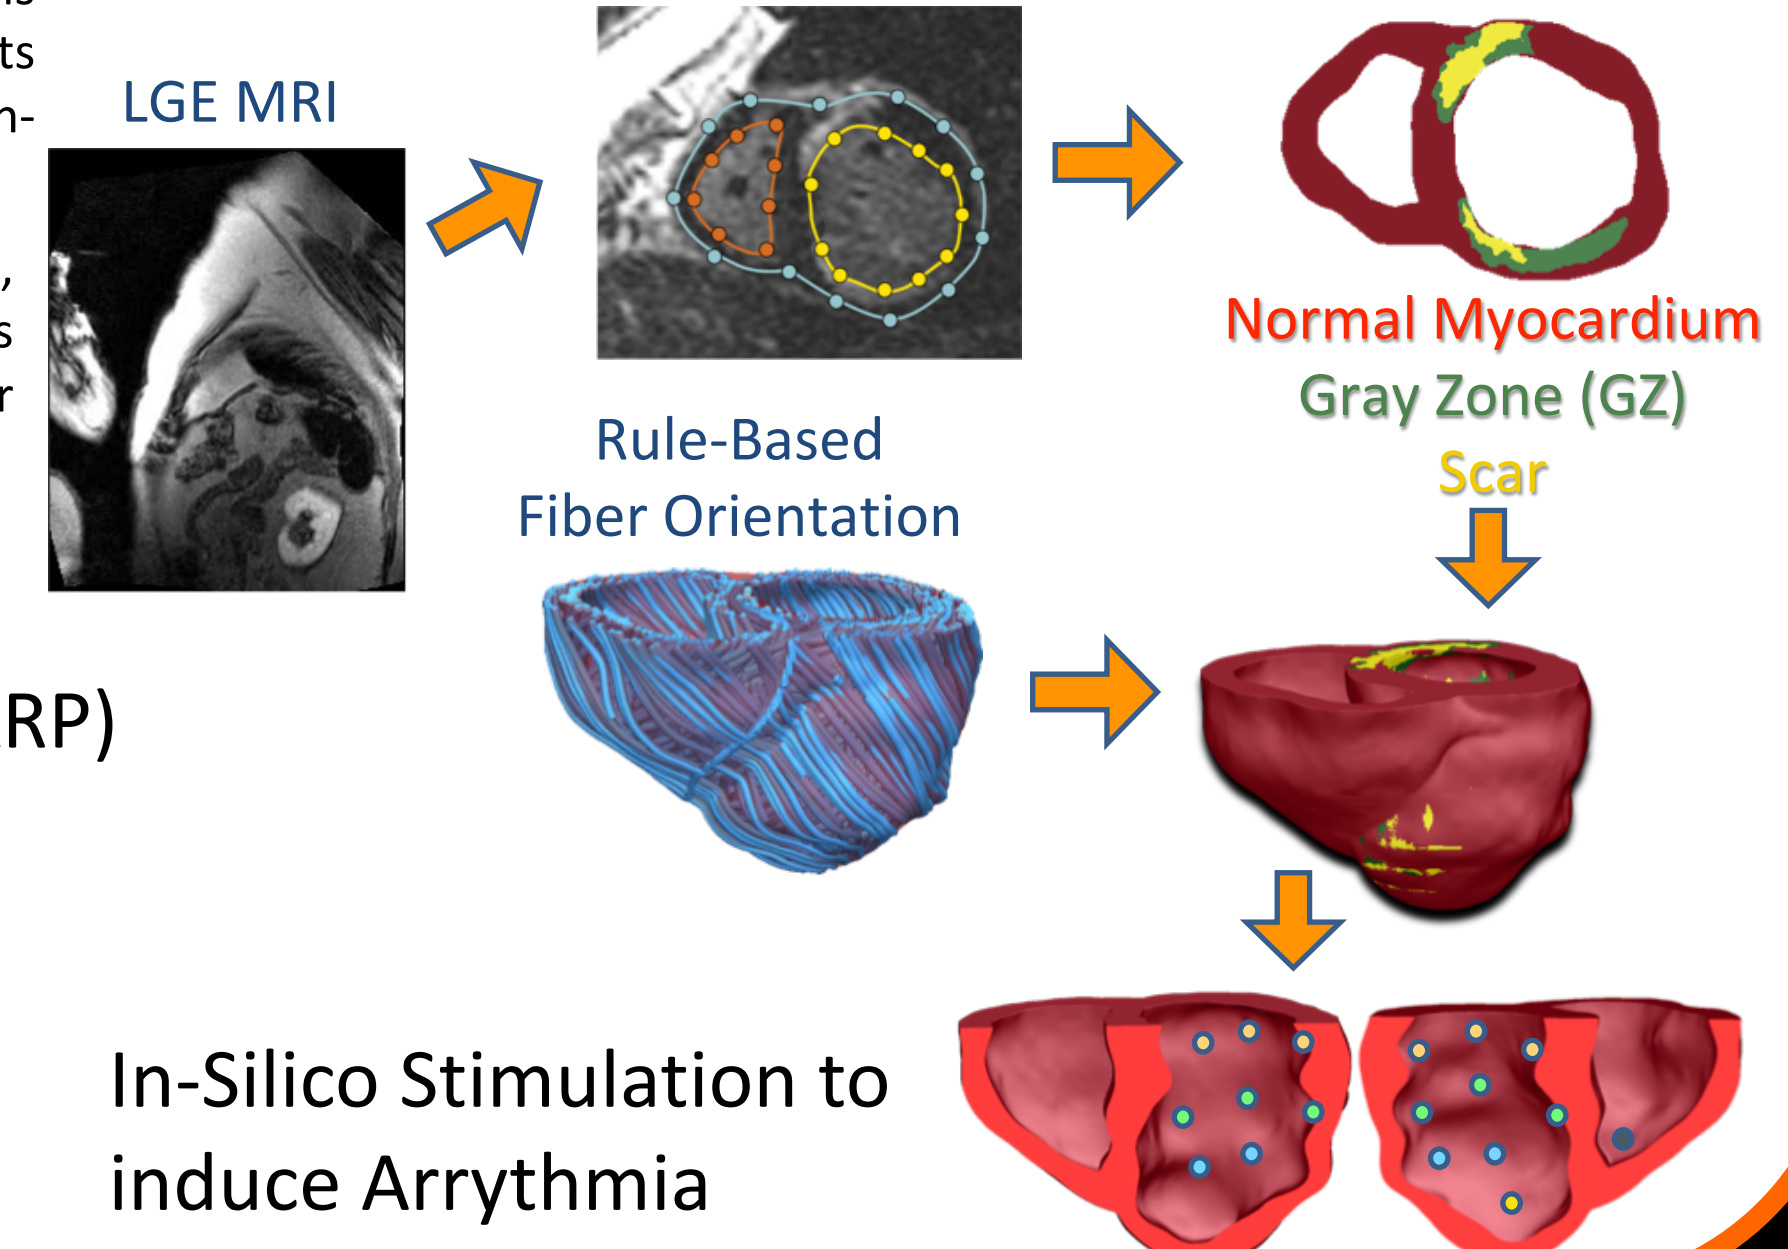 ts
n-
,
s
r
LGE MRI
Normal Myocardium
Gray Zone (GZ)
Scar
Rule-Based
Fiber Orientation
RP)
In-Silico Stimulation to
induce Arrythmia